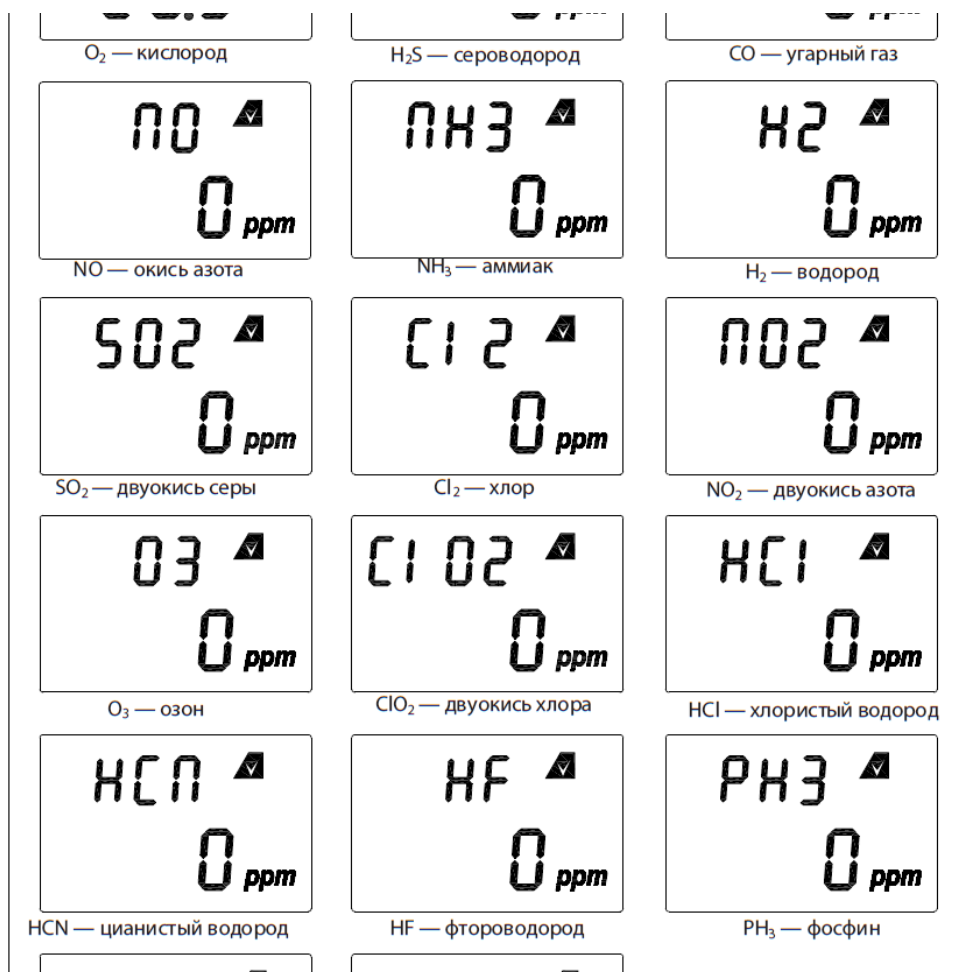 ppm ppm
O₂ — кислород H₂S — сероводород CO — угарный газ
NO NH3 H2
0 ppm 0 ppm 0 ppm
NO — окись азота NH₃ — аммиак H₂ — водород
SO2 Cl 2 NO2
0 ppm 0 ppm 0 ppm
SO₂ — двуокись серы Cl₂ — хлор NO₂ — двуокись азота
O3 Cl O2 HCl
0 ppm 0 ppm 0 ppm
O₃ — озон ClO₂ — двуокись хлора HCl — хлористый водород
HCN HF PH3
0 ppm 0 ppm 0 ppm
HCN — цианистый водород HF — фтороводород PH₃ — фосфин